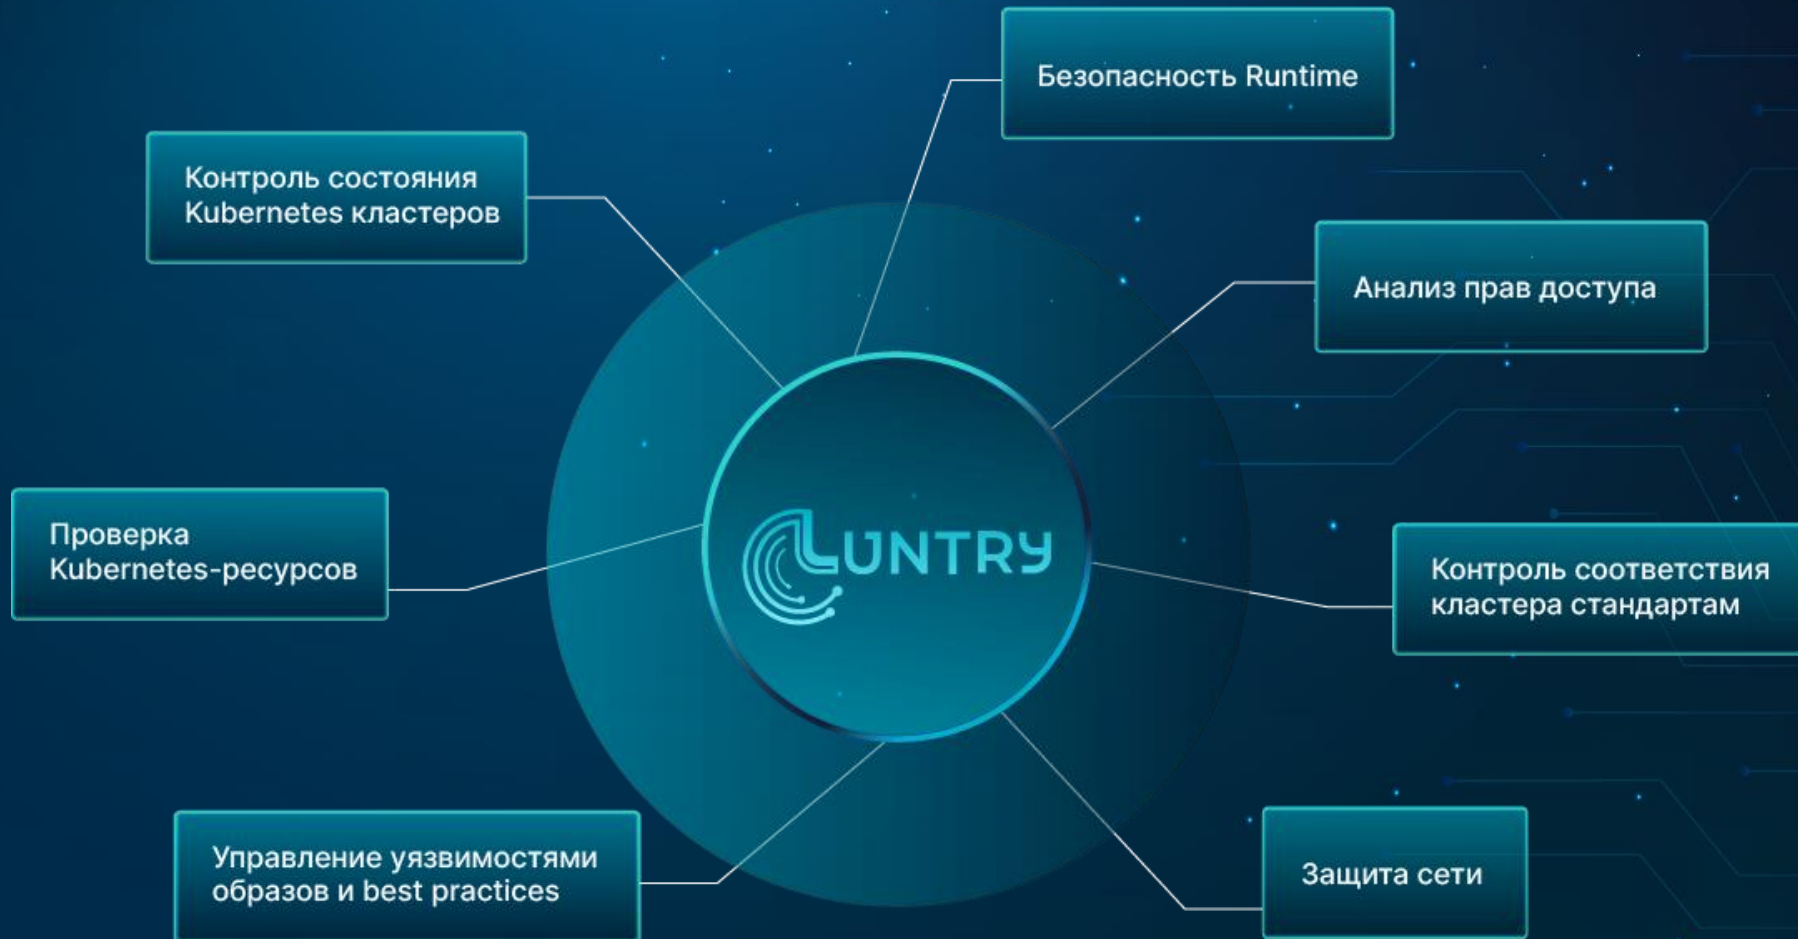 Безопасность Runtime
Контроль состояния
Kubernetes кластеров
Анализ прав доступа
LUNTRY
Проверка
Kubernetes-ресурсов
Контроль соответствия
кластера стандартам
Управление уязвимостями
образов и best practices
Защита сети